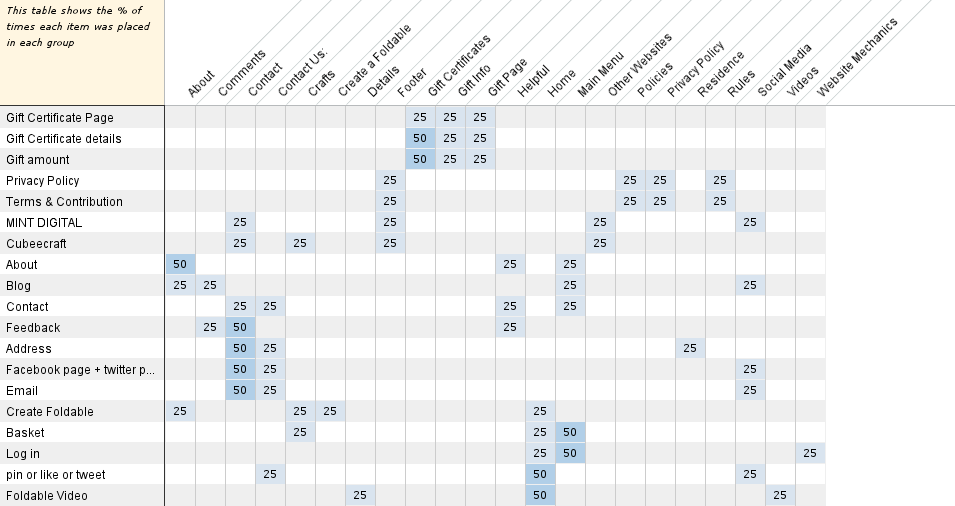 This table shows the % of
times each item was placed
in each group
About
Comments
Contact
Contact Us:
Crafts
Create a Foldable
Details
Footer
Gift Certificates
Gift Info
Gift Page
Helpful
Home
Main Menu
Other Websites
Policies
Privacy Policy
Residence
Rules
Social Media
Videos
Website Mechanics
Gift Certificate Page 25 25 25
Gift Certificate details 50 25 25
Gift amount 50 25 25
Privacy Policy 25 25 25 25
Terms & Contribution 25 25 25 25
MINT DIGITAL 25 25 25 25
Cubeecraft 25 25 25 25
About 50 25 25
Blog 25 25 25 25
Contact 25 25 25 25
Feedback 25 50 25
Address 50 25 25
Facebook page + twitter p... 50 25 25
Email 50 25 25
Create Foldable 25 25 25 25
Basket 25 25 50
Log in 25 50 25
pin or like or tweet 25 50 25
Foldable Video 25 50 25